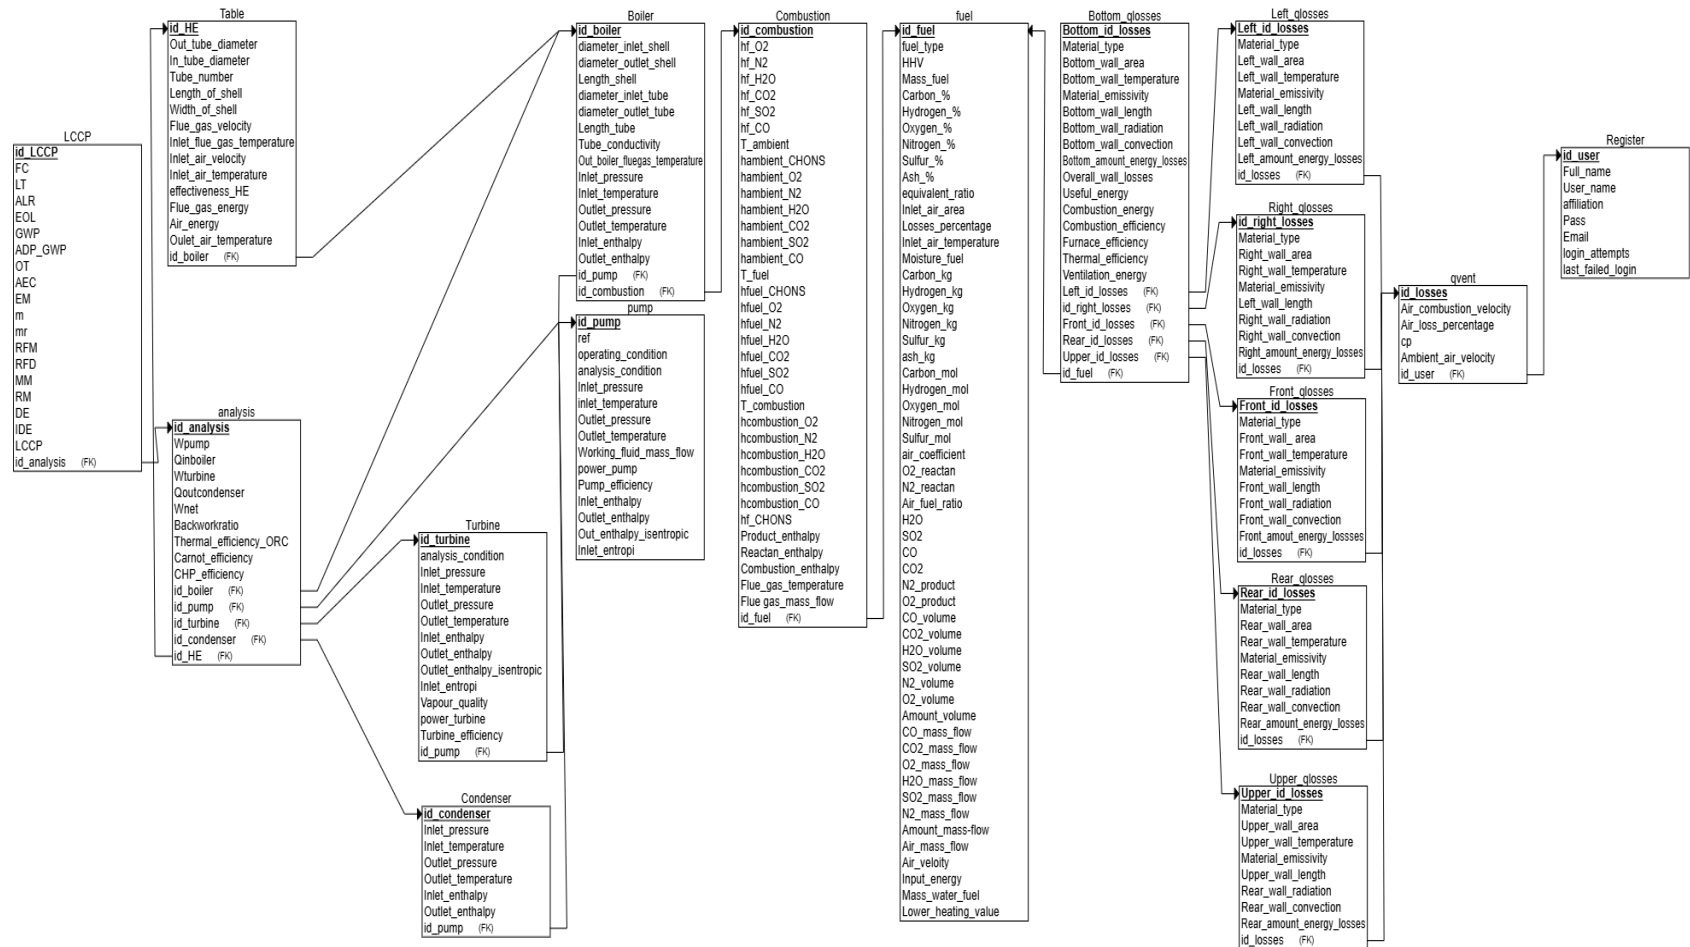 LCCP
id_LCCP
FC
LT
ALR
EOL
GWP
ADP_GWP
OT
AEC
EM
m
mr
RFM
RFD
MM
RM
DE
IDE
LCCP
id_analysis (FK)
Table
id_HE
Out_tube_diameter
In_tube_diameter
Tube_number
Length_of_shell
Width_of_shell
Flue_gas_velocity
Inlet_flue_gas_temperature
Inlet_air_velocity
Inlet_air_temperature
effectiveness_HE
Flue_gas_energy
Air_energy
Oulet_air_temperature
id_boiler (FK)
analysis
id_analysis
Wpump
Qinboiler
Wturbine
Qoutcondenser
Wnet
Backworkratio
Thermal_efficiency_ORC
Carnot_efficiency
CHP_efficiency
id_boiler (FK)
id_pump (FK)
id_turbine (FK)
id_condenser (FK)
id_HE (FK)
Turbine
id_turbine
analysis_condition
Inlet_pressure
Inlet_temperature
Outlet_pressure
Outlet_temperature
Inlet_enthalpy
Outlet_enthalpy
Outlet_enthalpy_isentropic
Inlet_entropi
Vapour_quality
power_turbine
Turbine_efficiency
id_pump (FK)
Condenser
id_condenser
Inlet_pressure
Inlet_temperature
Outlet_pressure
Outlet_temperature
Inlet_enthalpy
Outlet_enthalpy
id_pump (FK)
Boiler
id_boiler
diameter_inlet_shell
diameter_outlet_shell
Length_shell
diameter_inlet_tube
diameter_outlet_tube
Length_tube
Tube_conductivity
Out_boiler_fluegas_temperature
Inlet_pressure
Inlet_temperature
Outlet_pressure
Outlet_temperature
Inlet_enthalpy
Outlet_enthalpy
id_pump (FK)
id_combustion (FK)
pump
id_pump
ref
operating_condition
analysis_condition
Inlet_pressure
inlet_temperature
Outlet_pressure
Outlet_temperature
Working_fluid_mass_flow
power_pump
Pump_efficiency
Inlet_enthalpy
Outlet_enthalpy
Out_enthalpy_isentropic
Inlet_entropi
Combustion
id_combustion
hf_O2
hf_N2
hf_H2O
hf_CO2
hf_SO2
hf_CO
T_ambient
hambient_CHONS
hambient_O2
hambient_N2
hambient_H2O
hambient_CO2
hambient_SO2
hambient_CO
T_fuel
hfuel_CHONS
hfuel_O2
hfuel_N2
hfuel_H2O
hfuel_CO2
hfuel_SO2
hfuel_CO
T_combustion
hcombustion_O2
hcombustion_N2
hcombustion_H2O
hcombustion_CO2
hcombustion_SO2
hcombustion_CO
hf_CHONS
Product_enthalpy
Reactan_enthalpy
Combustion_enthalpy
Flue_gas_temperature
Flue gas_mass_flow
id_fuel (FK)
fuel
id_fuel
fuel_type
HHV
Mass_fuel
Carbon_%
Hydrogen_%
Oxygen_%
Nitrogen_%
Sulfur_%
Ash_%
equivalent_ratio
Inlet_air_area
Losses_percentage
Inlet_air_temperature
Moisture_fuel
Carbon_kg
Hydrogen_kg
Oxygen_kg
Nitrogen_kg
Sulfur_kg
ash_kg
Carbon_mol
Hydrogen_mol
Oxygen_mol
Nitrogen_mol
Sulfur_mol
air_coefficient
O2_reactan
N2_reactan
Air_fuel_ratio
H2O
SO2
CO
CO2
N2_product
O2_product
CO_volume
CO2_volume
H2O_volume
SO2_volume
N2_volume
O2_volume
Amount_volume
CO_mass_flow
CO2_mass_flow
O2_mass_flow
H2O_mass_flow
SO2_mass_flow
N2_mass_flow
Amount_mass-flow
Air_mass_flow
Air_veloity
Input_energy
Mass_water_fuel
Lower_heating_value
Bottom_qlosses
Bottom_id_losses
Material_type
Bottom_wall_area
Bottom_wall_temperature
Material_emissivity
Bottom_wall_length
Bottom_wall_radiation
Bottom_wall_convection
Bottom_amount_energy_losses
Overall_wall_losses
Useful_energy
Combustion_energy
Combustion_efficiency
Furnace_efficiency
Thermal_efficiency
Ventilation_energy
Left_id_losses (FK)
id_right_losses (FK)
Front_id_losses (FK)
Rear_id_losses (FK)
Upper_id_losses (FK)
id_fuel (FK)
Left_qlosses
Left_id_losses
Material_type
Left_wall_area
Left_wall_temperature
Material_emissivity
Left_wall_length
Left_wall_radiation
Left_wall_convection
Left_amount_energy_losses
id_losses (FK)
Right_qlosses
id_right_losses
Material_type
Right_wall_area
Right_wall_temperature
Material_emissivity
Left_wall_length
Right_wall_radiation
Right_wall_convection
Right_amount_energy_losses
id_losses (FK)
Front_qlosses
Front_id_losses
Material_type
Front_wall_ area
Front_wall_temperature
Material_emissivity
Front_wall_length
Front_wall_radiation
Front_wall_convection
Front_amout_energy_lossses
id_losses (FK)
Rear_qlosses
Rear_id_losses
Material_type
Rear_wall_area
Rear_wall_temperature
Material_emissivity
Rear_wall_length
Rear_wall_radiation
Rear_wall_convection
Rear_amount_energy_losses
id_losses (FK)
Upper_qlosses
Upper_id_losses
Material_type
Upper_wall_area
Upper_wall_temperature
Material_emissivity
Upper_wall_length
Rear_wall_radiation
Rear_wall_convection
Rear_amount_energy_losses
id_losses (FK)
qvent
id_losses
Air_combustion_velocity
Air_loss_percentage
cp
Ambient_air_velocity
id_user (FK)
Register
id_user
Full_name
User_name
affiliation
Pass
Email
login_attempts
last_failed_login